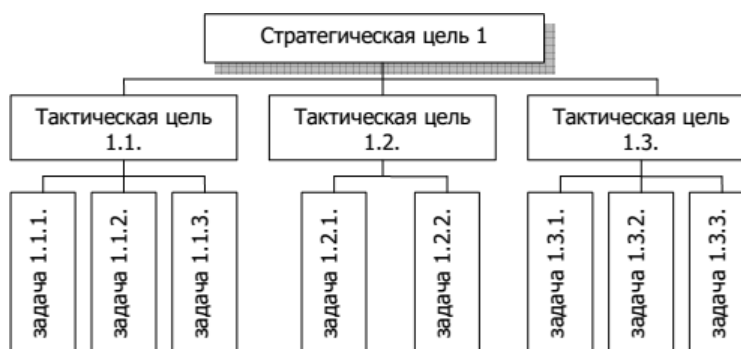 Стратегическая цель 1
Тактическая цель
1.1.
Тактическая цель
1.2.
Тактическая цель
1.3.
задача 1.1.1.
задача 1.1.2.
задача 1.1.3.
задача 1.2.1.
задача 1.2.2.
задача 1.3.1.
задача 1.3.2.
задача 1.3.3.